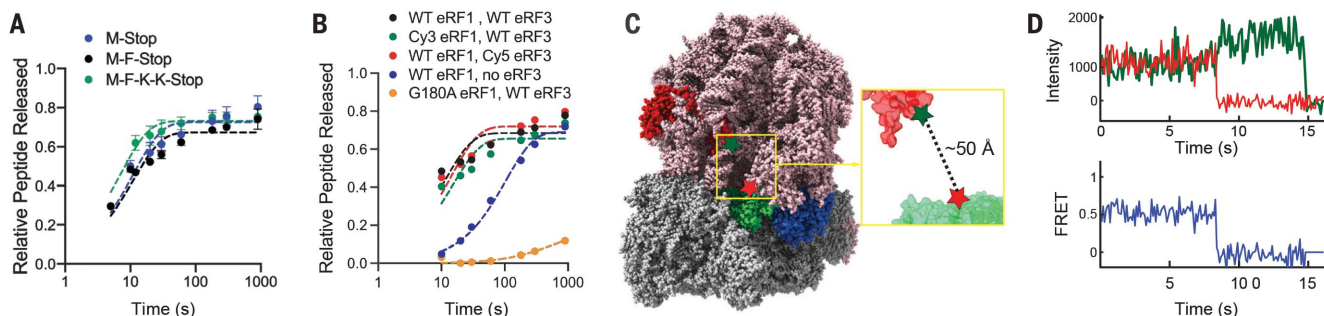 A
M-Stop
M-F-Stop
M-F-K-K-Stop
Relative Peptide Released
1.0
0.8
0.6
0.4
0.2
0.0
1 10 100 1000
Time (s)
B
WT eRF1 , WT eRF3
Cy3 eRF1, WT eRF3
WT eRF1, Cy5 eRF3
WT eRF1, no eRF3
G180A eRF1, WT eRF3
Relative Peptide Released
1.0
0.8
0.6
0.4
0.2
0.0
1 10 100 1000
Time (s)
C
~50 Å
D
Intensity
2000
1000
0
0 5 10 15
Time (s)
FRET
1
0.5
0
5 10 0 15
Time (s)